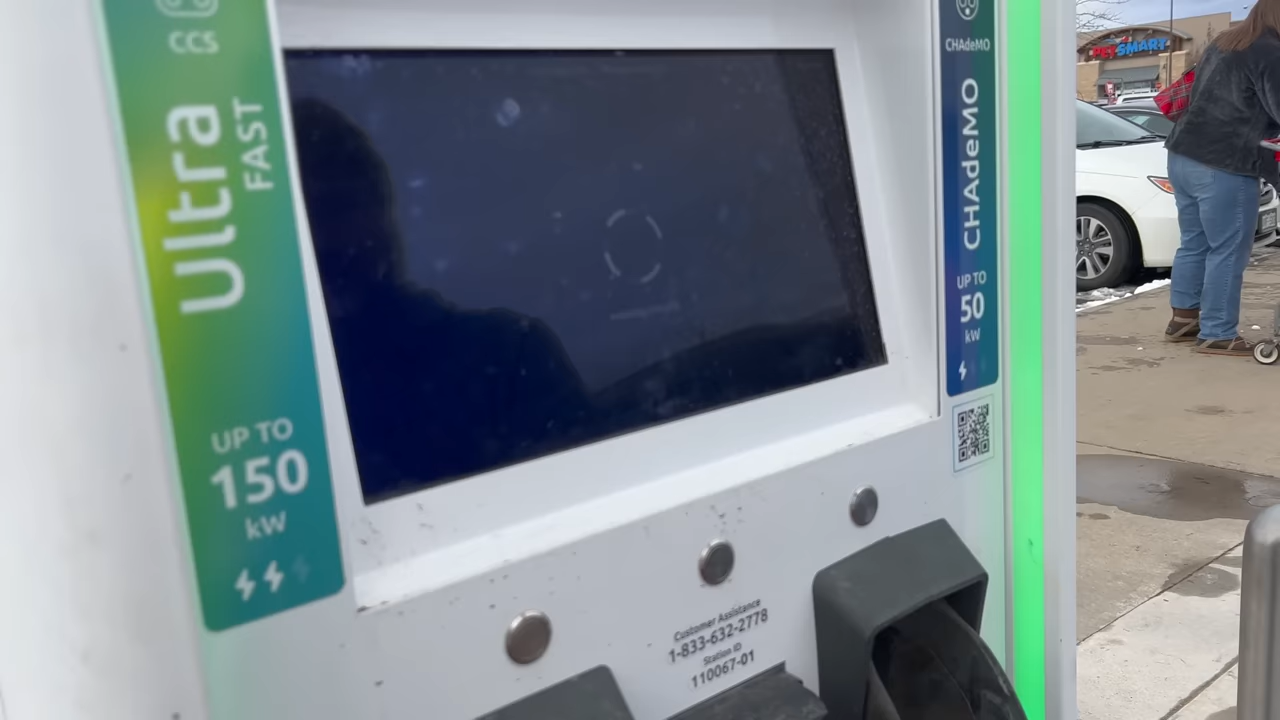 CCS
Ultra
FAST
UP TO
150
kW
CHAdeMO
CHAdeMO
UP TO
50
kW
Customer Assistance
1-833-632-2778
Station ID
110067-01
PETSMART